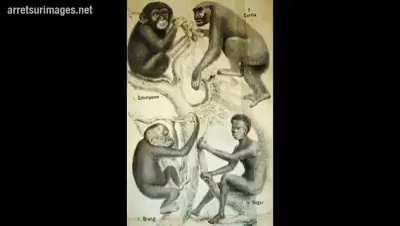 arretsurimages.net
2
Gorilla
1. Schimpanse
3. Orang
4. Neger